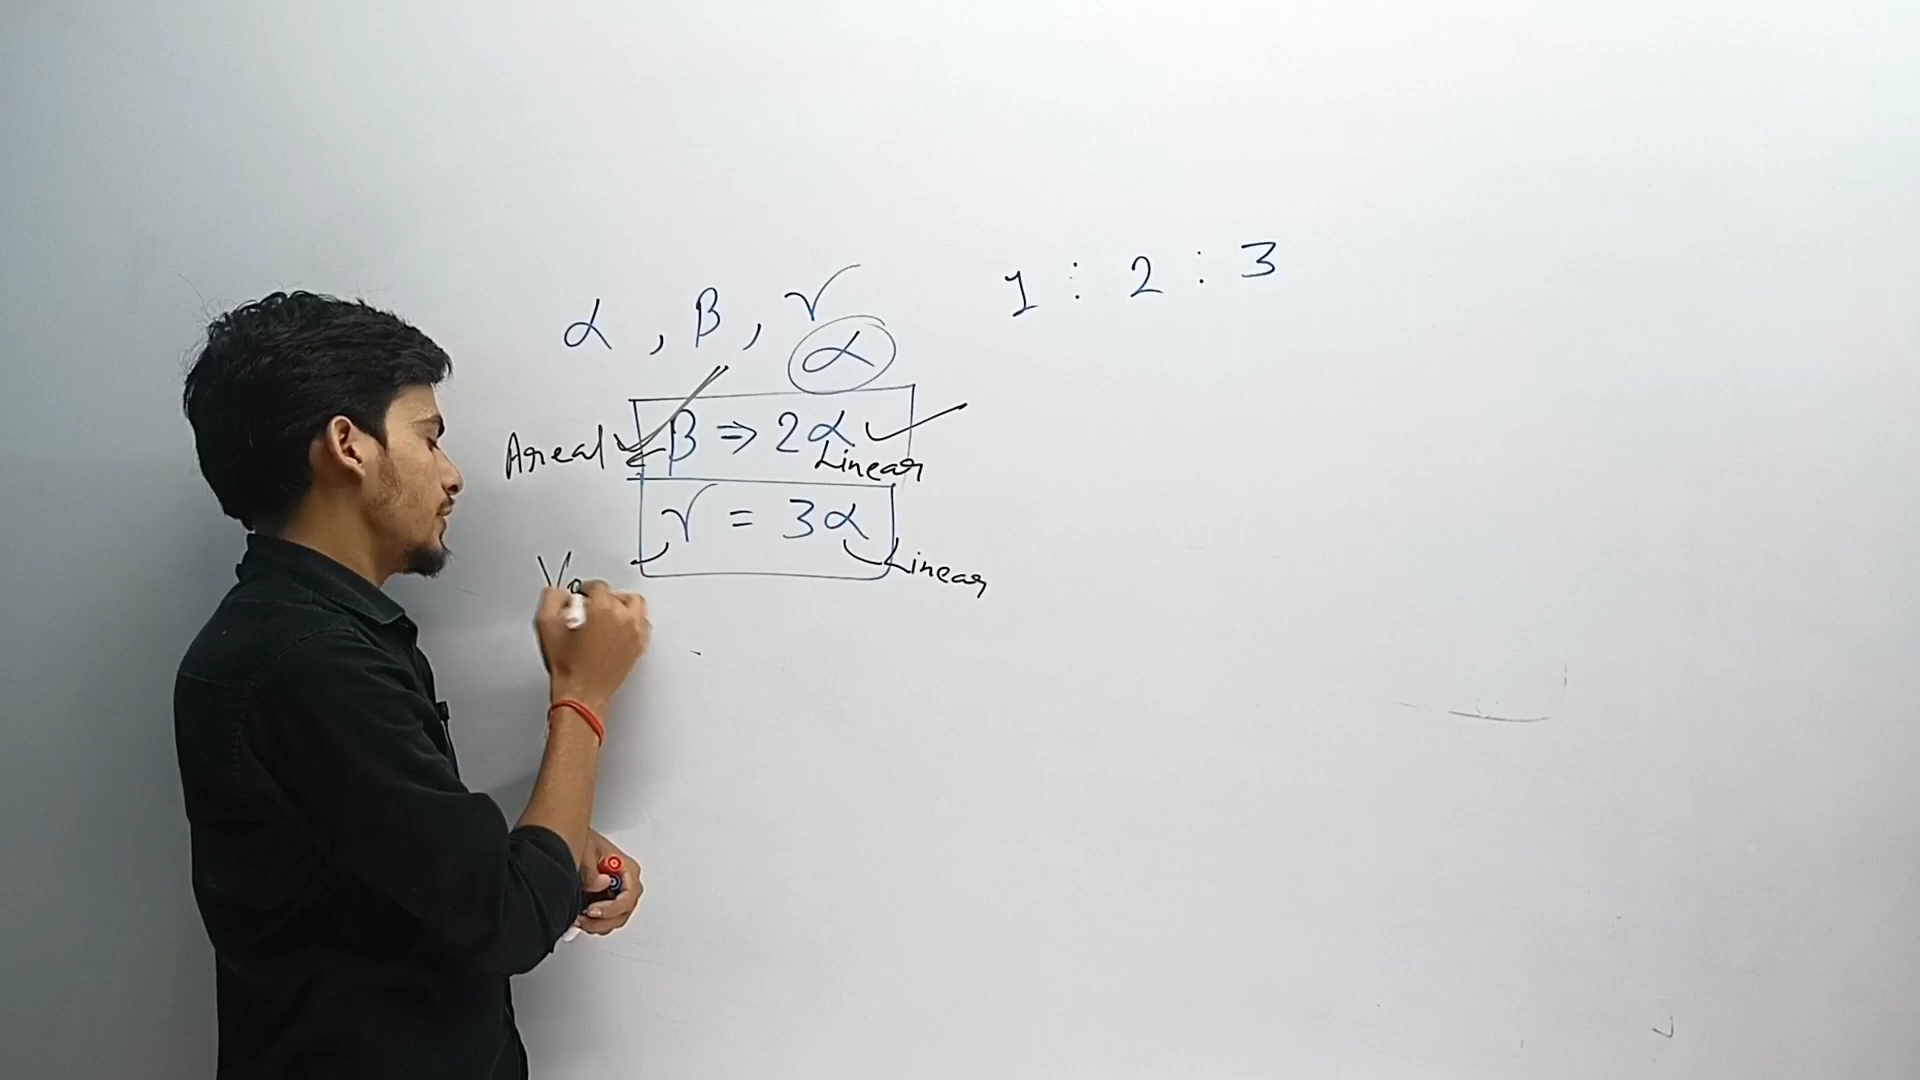 α , β , γ 1 : 2 : 3
α
Areal β ⇒ 2α
Linear
γ = 3α
Linear